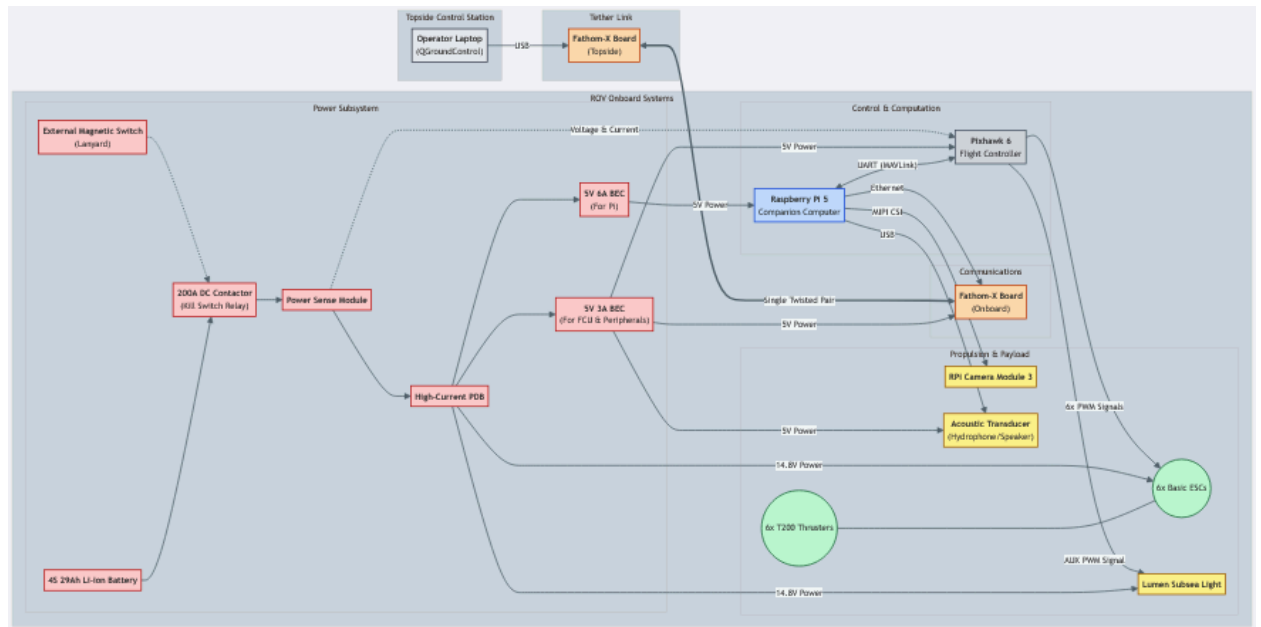 Topside Control Station
Tether Link
Operator Laptop
(QGroundControl)
USB
Fathom-X Board
(Topside)
ROV Onboard Systems
Power Subsystem
Control & Computation
External Magnetic Switch
(Lanyard)
Voltage & Current
Pixhawk 6
Flight Controller
5V Power
UART (MAVLink)
Ethernet
5V 6A BEC
(For Pi)
5V Power
Raspberry Pi 5
Companion Computer
MIPI CSI
USB
Communications
200A DC Contactor
(Kill Switch Relay)
Power Sense Module
Single Twisted Pair
Fathom-X Board
(Onboard)
5V 3A BEC
(For FCU & Peripherals)
5V Power
Propulsion & Payload
RPi Camera Module 3
High-Current PDB
6x PWM Signals
5V Power
Acoustic Transducer
(Hydrophone/Speaker)
14.8V Power
6x Basic ESCs
6x T200 Thrusters
AUX PWM Signal
4S 29Ah Li-Ion Battery
Lumen Subsea Light
14.8V Power